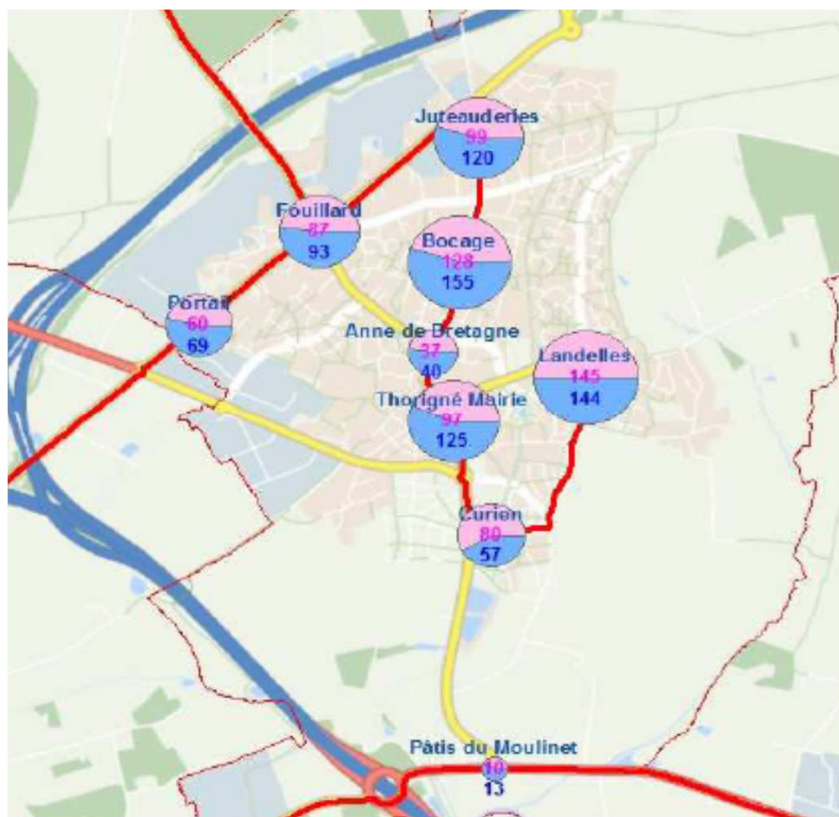 Juteauderies
99
120
Fouillard
87
93
Bocage
128
155
Portail
60
69
Anne de Bretagne
37
40
Landelles
145
144
Thorigné Mairie
97
125
Curien
80
57
Pâtis du Moulinet
10
13